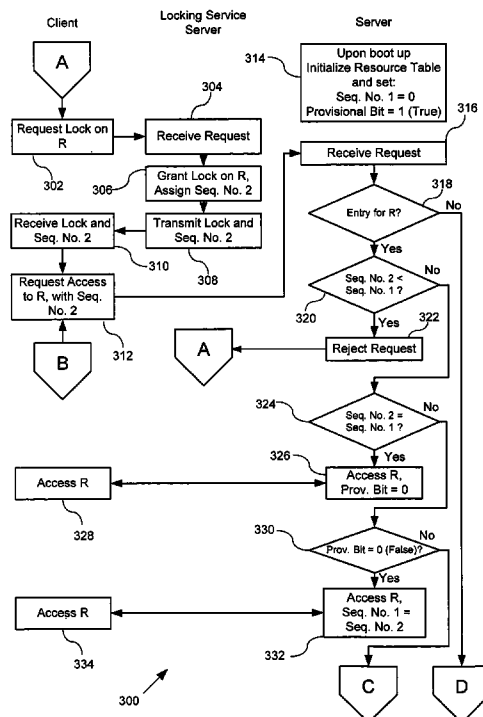 Client
Locking Service
Server
Server
A
314
Upon boot up
Initialize Resource Table
and set:
Seq. No. 1 = 0
Provisional Bit = 1 (True)
304
316
Request Lock on
R
302
Receive Request
Receive Request
306
Grant Lock on R,
Assign Seq. No. 2
318
Entry for R?
No
Yes
Receive Lock and
Seq. No. 2
310
Transmit Lock and
Seq. No. 2
308
Seq. No. 2 <
Seq. No. 1 ?
No
320
Yes
Request Access
to R, with Seq.
No. 2
312
322
Reject Request
B
A
324
Seq. No. 2 =
Seq. No. 1 ?
No
Yes
326
Access R
328
Access R,
Prov. Bit = 0
330
Prov. Bit = 0 (False)?
No
Yes
Access R
334
Access R,
Seq. No. 1 =
Seq. No. 2
332
300
C
D